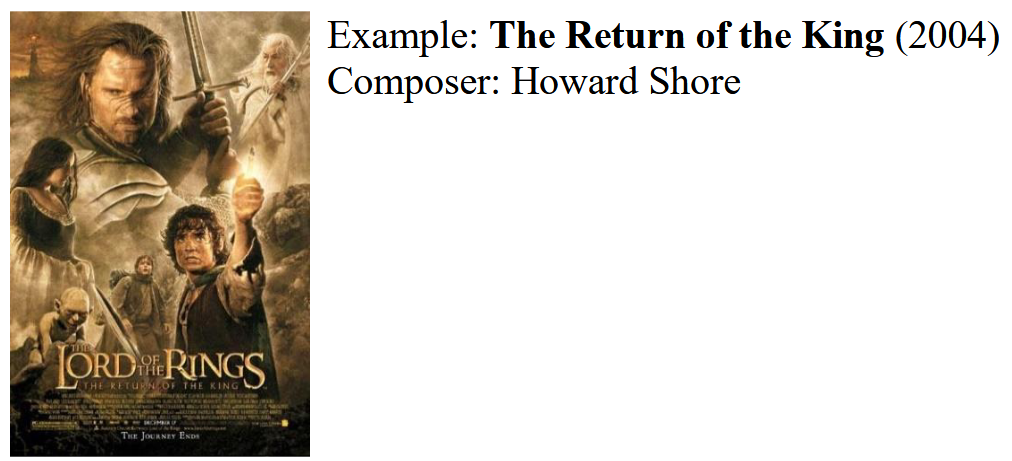 Example: The Return of the King (2004)
Composer: Howard Shore
THE
LORD OF THE RINGS
THE RETURN OF THE KING
DECEMBER 17
THE JOURNEY ENDS